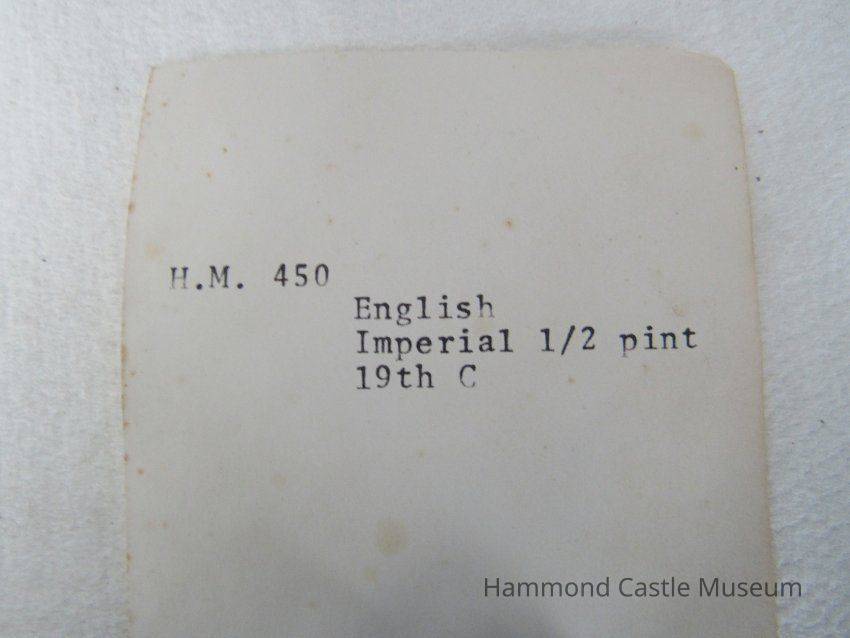 H.M. 450
English
Imperial 1/2 pint
19th C
Hammond Castle Museum